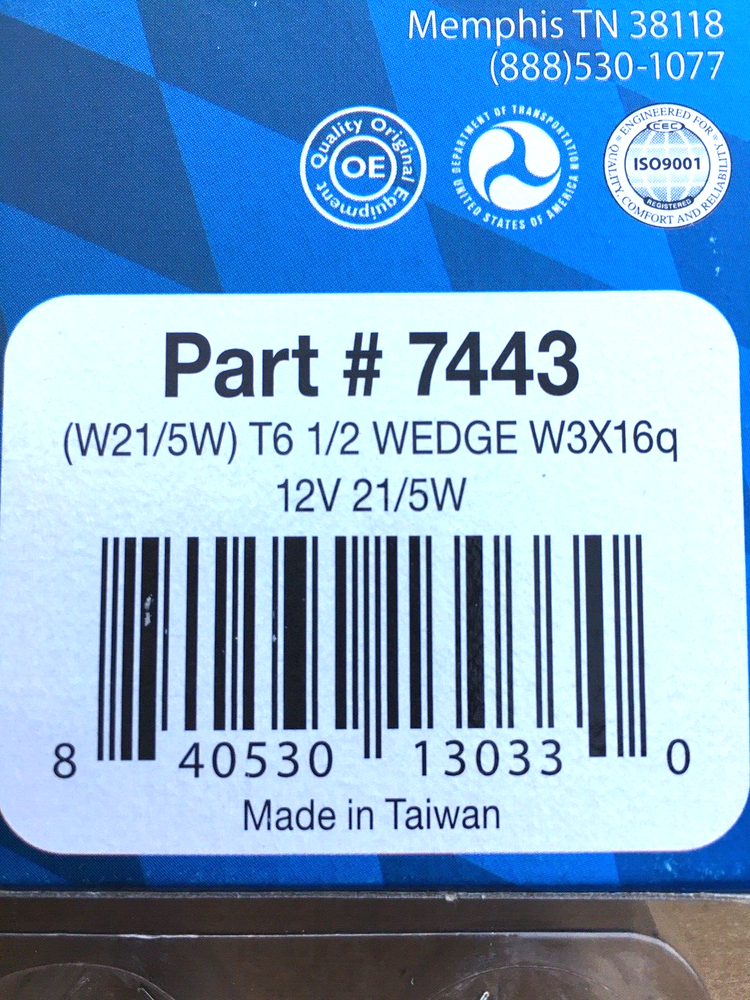 Memphis TN 38118
(888)530-1077
Quality Original Equipment
OE
DEPARTMENT OF TRANSPORTATION
UNITED STATES OF AMERICA
ENGINEERED FOR
CEC
ISO9001
REGISTERED
QUALITY, COMFORT AND RELIABILITY
Part # 7443
(W21/5W) T6 1/2 WEDGE W3X16q
12V 21/5W
8 40530 13033 0
Made in Taiwan